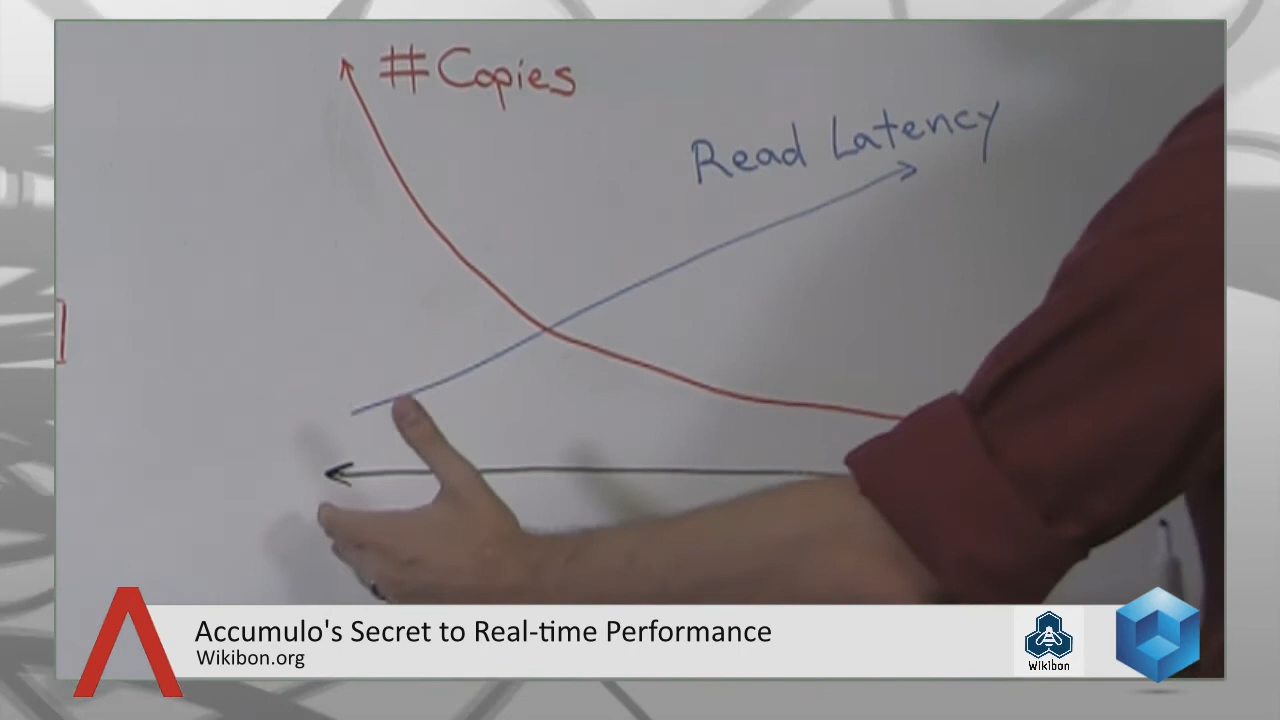 #Copies
Read Latency
Accumulo's Secret to Real-time Performance
Wikibon.org
Wikibon